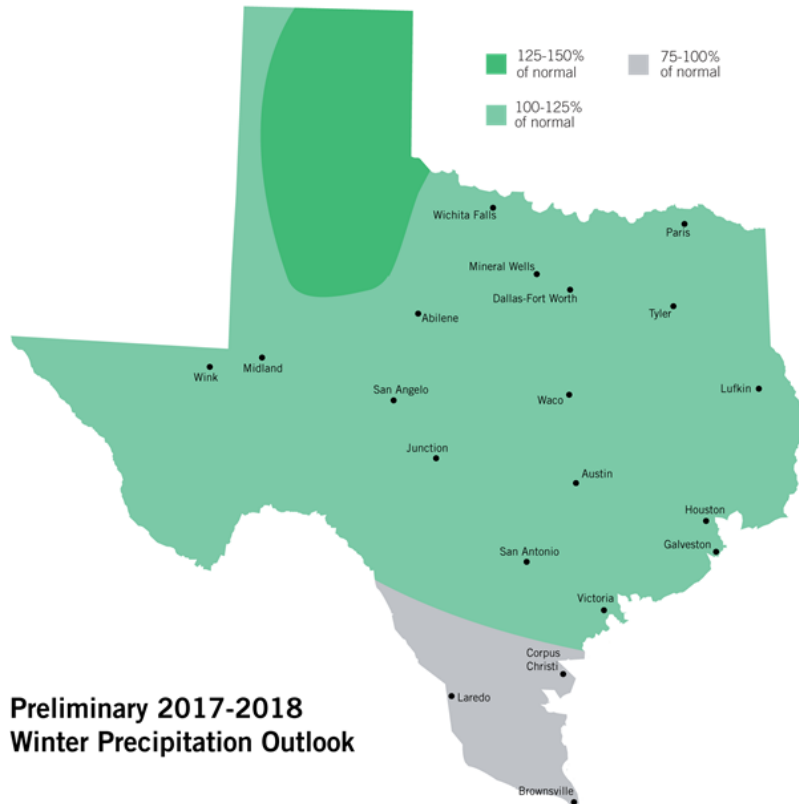 125-150%
of normal
75-100%
of normal
100-125%
of normal
Wichita Falls
Paris
Mineral Wells
Dallas-Fort Worth
Tyler
Abilene
Midland
Wink
San Angelo
Lufkin
Waco
Junction
Austin
Houston
Galveston
San Antonio
Victoria
Corpus
Christi
Laredo
Preliminary 2017-2018
Winter Precipitation Outlook
Brownsville